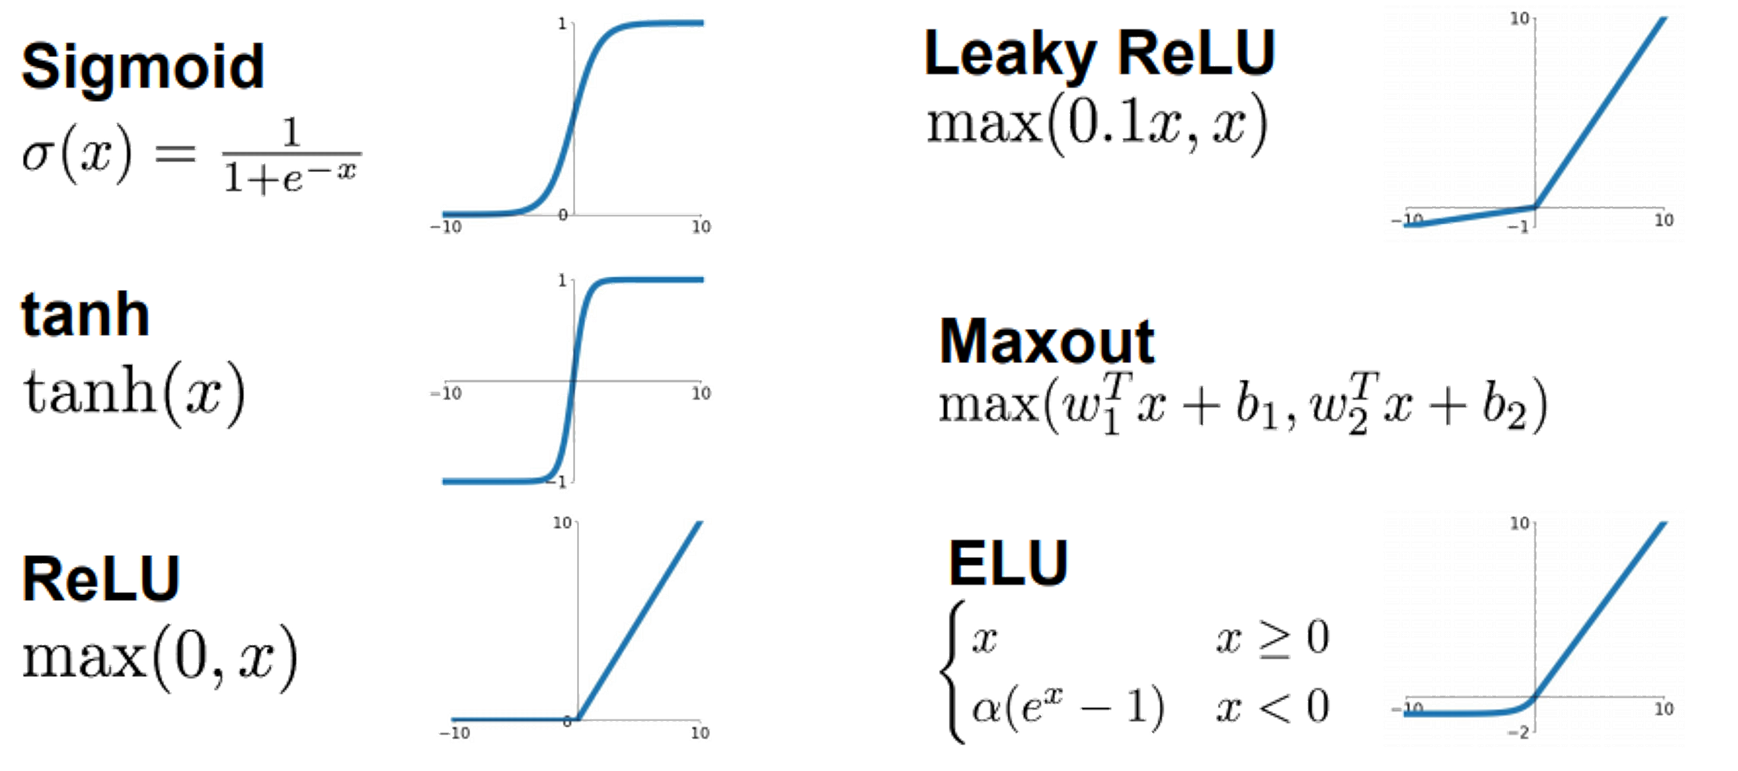 Sigmoid
σ(x) = 1/(1+e^−x)
1
0
−10
10
tanh
tanh(x)
1
−10
10
−1
ReLU
max(0, x)
10
0
−10
10
Leaky ReLU
max(0.1x, x)
10
−10
−1
10
Maxout
max(w_1^T x + b_1, w_2^T x + b_2)
ELU
{ x x ≥ 0
α(e^x − 1) x < 0
10
−10
10
−2